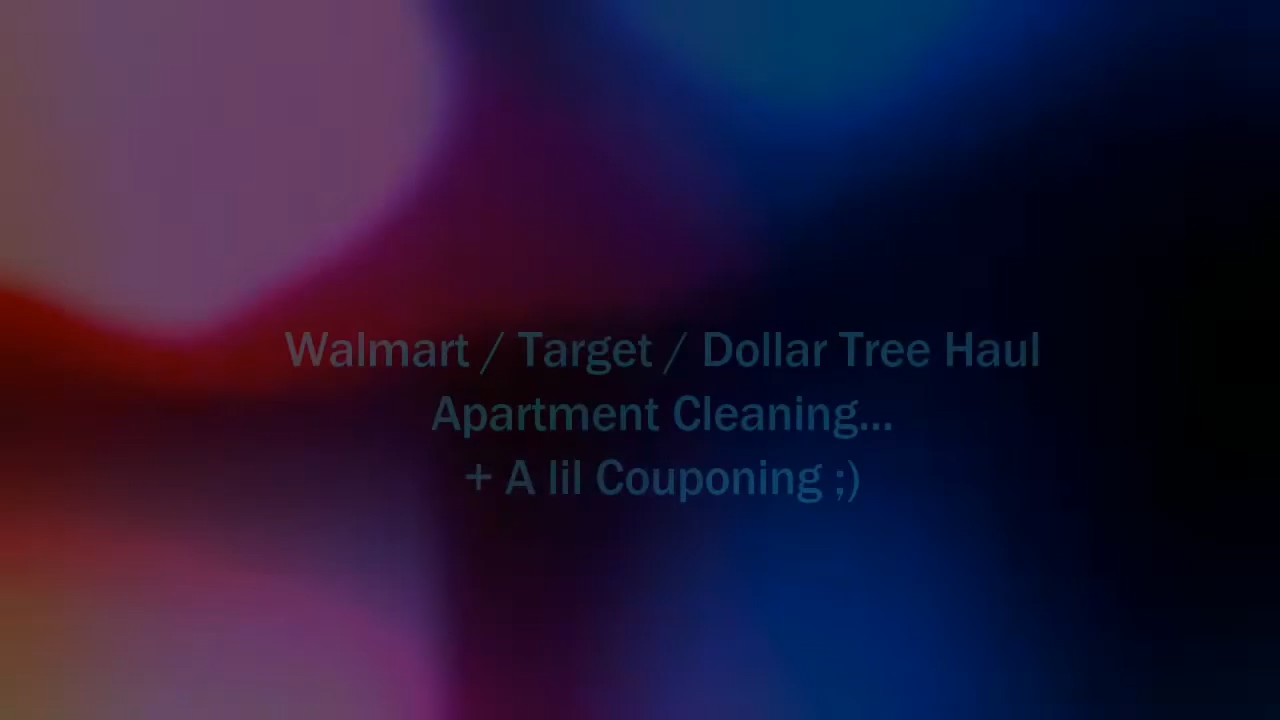 Walmart / Target / Dollar Tree Haul
Apartment Cleaning...
+ A lil Couponing ;)